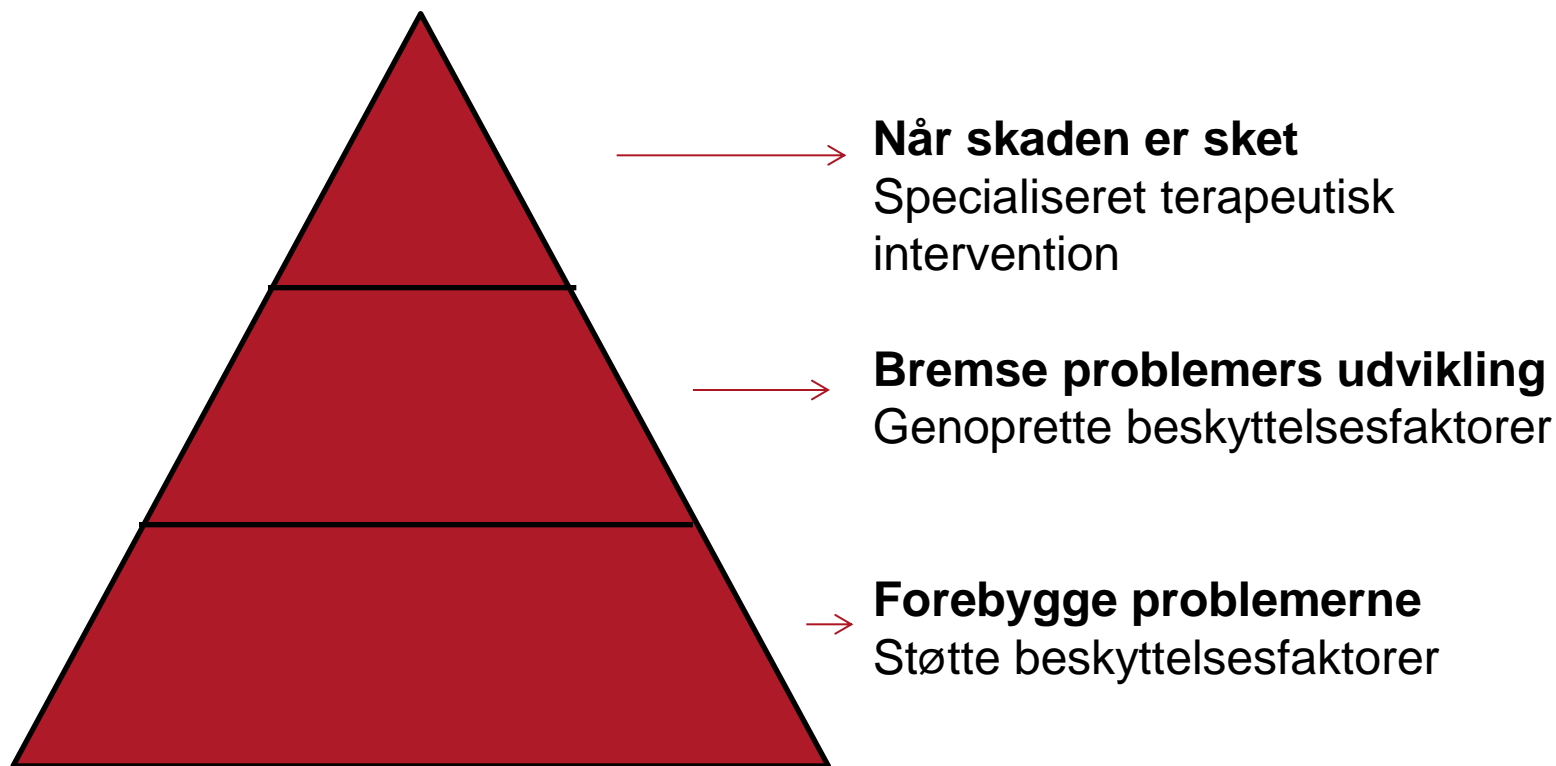 Når skaden er sket
Specialiseret terapeutisk
intervention
Bremse problemers udvikling
Genoprette beskyttelsesfaktorer
Forebygge problemerne
Støtte beskyttelsesfaktorer